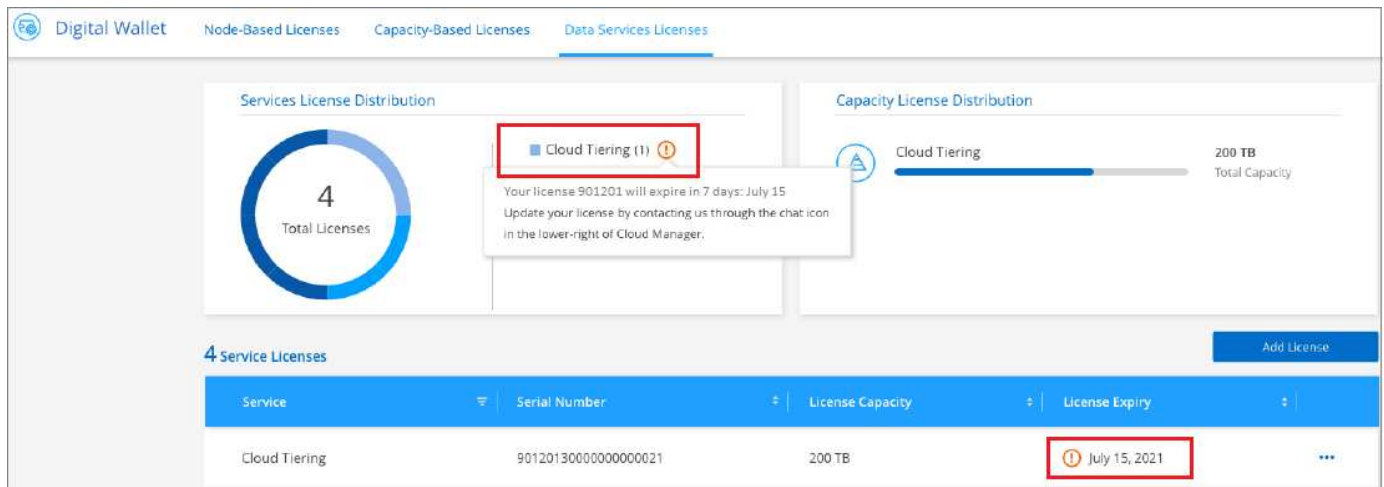 Digital Wallet
Node-Based Licenses
Capacity-Based Licenses
Data Services Licenses
Services License Distribution
4
Total Licenses
Cloud Tiering (1)
Your license 901201 will expire in 7 days: July 15
Update your license by contacting us through the chat icon
in the lower-right of Cloud Manager.
Capacity License Distribution
Cloud Tiering
200 TB
Total Capacity
4 Service Licenses
Add License
Service
Serial Number
License Capacity
License Expiry
Cloud Tiering
90120130000000000021
200 TB
July 15, 2021